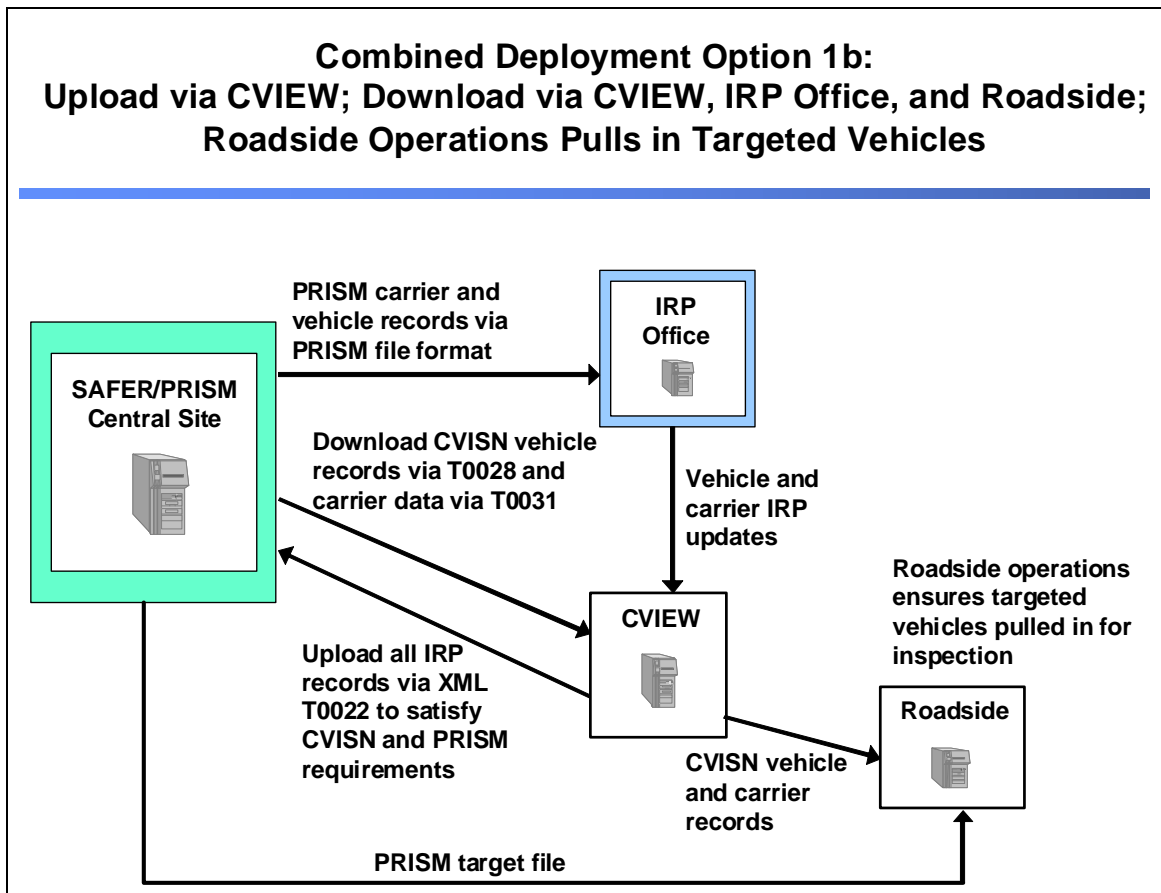 Combined Deployment Option 1b:
Upload via CVIEW; Download via CVIEW, IRP Office, and Roadside;
Roadside Operations Pulls in Targeted Vehicles
PRISM carrier and
vehicle records via
PRISM file format
IRP
Office
SAFER/PRISM
Central Site
Download CVISN vehicle
records via T0028 and
carrier data via T0031
Vehicle and
carrier IRP
updates
Roadside operations
ensures targeted
vehicles pulled in for
inspection
CVIEW
Upload all IRP
records via XML
T0022 to satisfy
CVISN and PRISM
requirements
Roadside
CVISN vehicle
and carrier
records
PRISM target file